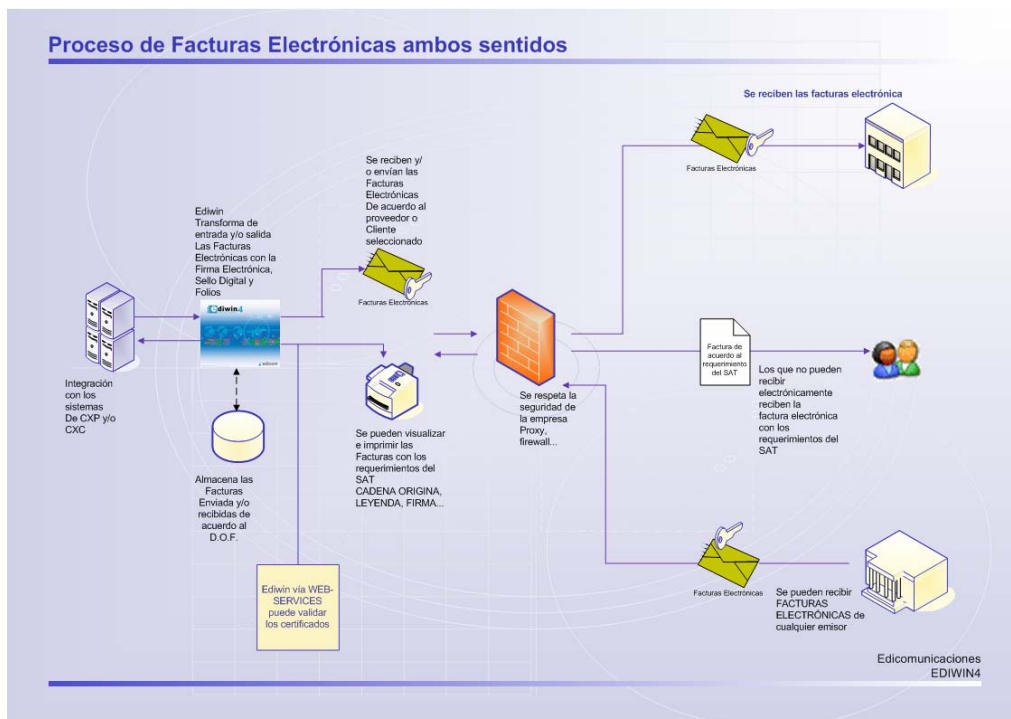 Proceso de Facturas Electrónicas ambos sentidos
Se reciben las facturas electrónica
Facturas Electrónicas
Se reciben y/
o envían las
Facturas
Electrónicas
De acuerdo al
proveedor o
Cliente
seleccionado
Facturas Electrónicas
Ediwin
Transforma de
entrada y/o salida
Las Facturas
Electrónicas con la
Firma Electrónica,
Sello Digital y
Folios
Ediwin4
edicom
Integración
con los
sistemas
De CXP y/o
CXC
Almacena las
Facturas
Enviada y/o
recibidas de
acuerdo al
D.O.F.
Se pueden visualizar
e imprimir las
Facturas con los
requerimientos del
SAT
CADENA ORIGINA,
LEYENDA, FIRMA...
Se respeta la
seguridad de
la empresa
Proxy,
firewall...
Factura de
acuerdo al
requerimiento
del SAT
Los que no pueden
recibir
electrónicamente
reciben la
factura electrónica
con los
requerimientos del
SAT
Ediwin vía WEB-
SERVICES
puede validar
los certificados
Facturas Electrónicas
Se pueden recibir
FACTURAS
ELECTRÓNICAS de
cualquier emisor
Edicomunicaciones
EDIWIN4